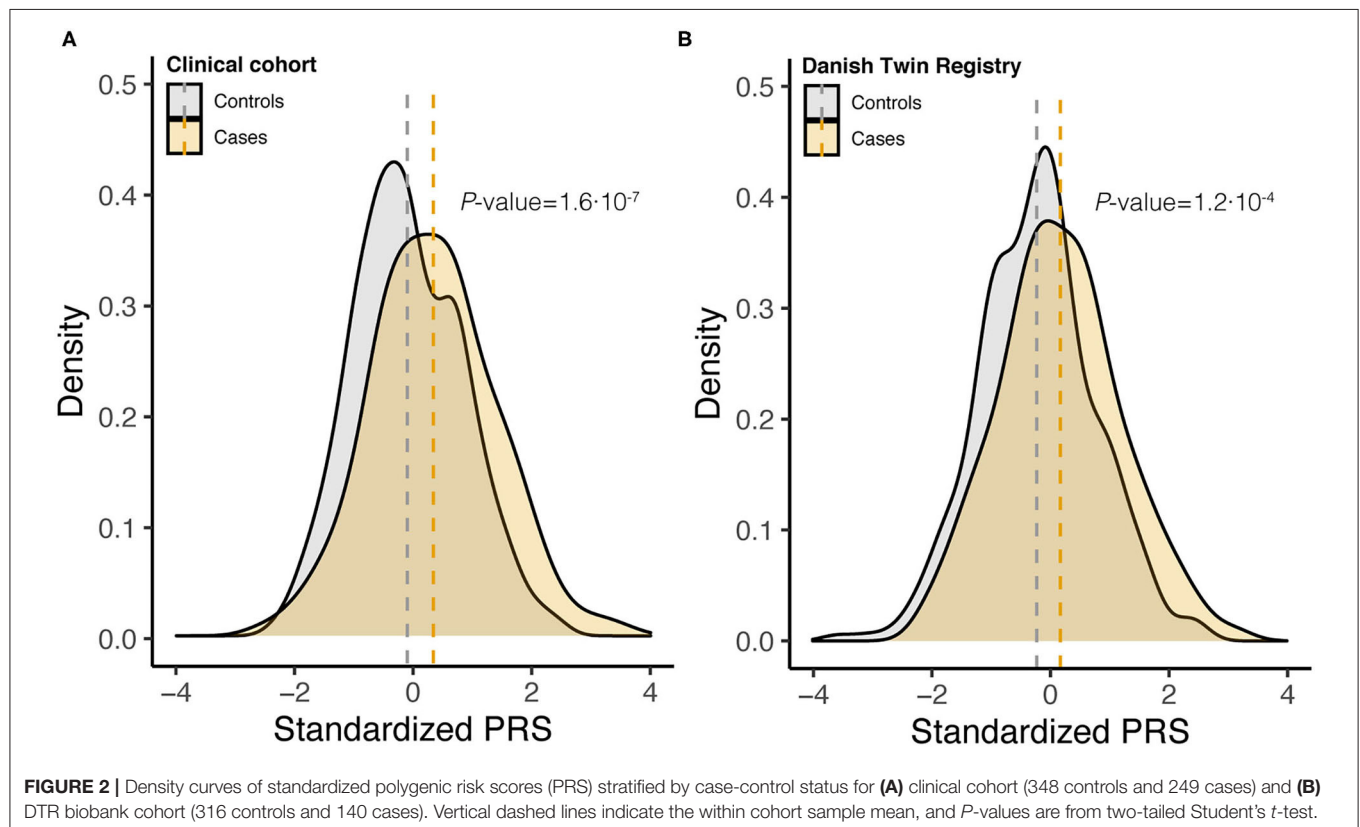 A
Clinical cohort
Controls
Cases
P-value=1.6·10⁻⁷
0.5
0.4
0.3
0.2
0.1
0.0
Density
−4 −2 0 2 4
Standardized PRS
B
Danish Twin Registry
Controls
Cases
P-value=1.2·10⁻⁴
0.5
0.4
0.3
0.2
0.1
0.0
Density
−4 −2 0 2 4
Standardized PRS
FIGURE 2 | Density curves of standardized polygenic risk scores (PRS) stratified by case-control status for (A) clinical cohort (348 controls and 249 cases) and (B)
DTR biobank cohort (316 controls and 140 cases). Vertical dashed lines indicate the within cohort sample mean, and P-values are from two-tailed Student's t-test.